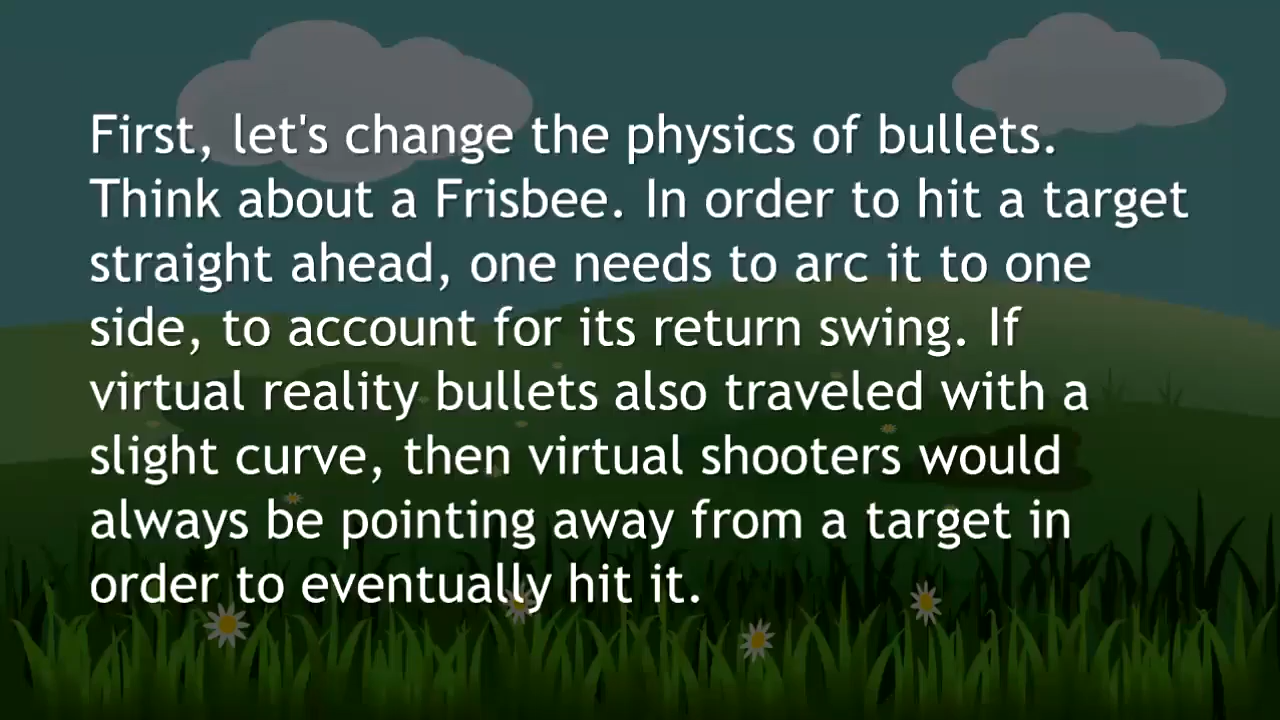 First, let's change the physics of bullets.
Think about a Frisbee. In order to hit a target
straight ahead, one needs to arc it to one
side, to account for its return swing. If
virtual reality bullets also traveled with a
slight curve, then virtual shooters would
always be pointing away from a target in
order to eventually hit it.